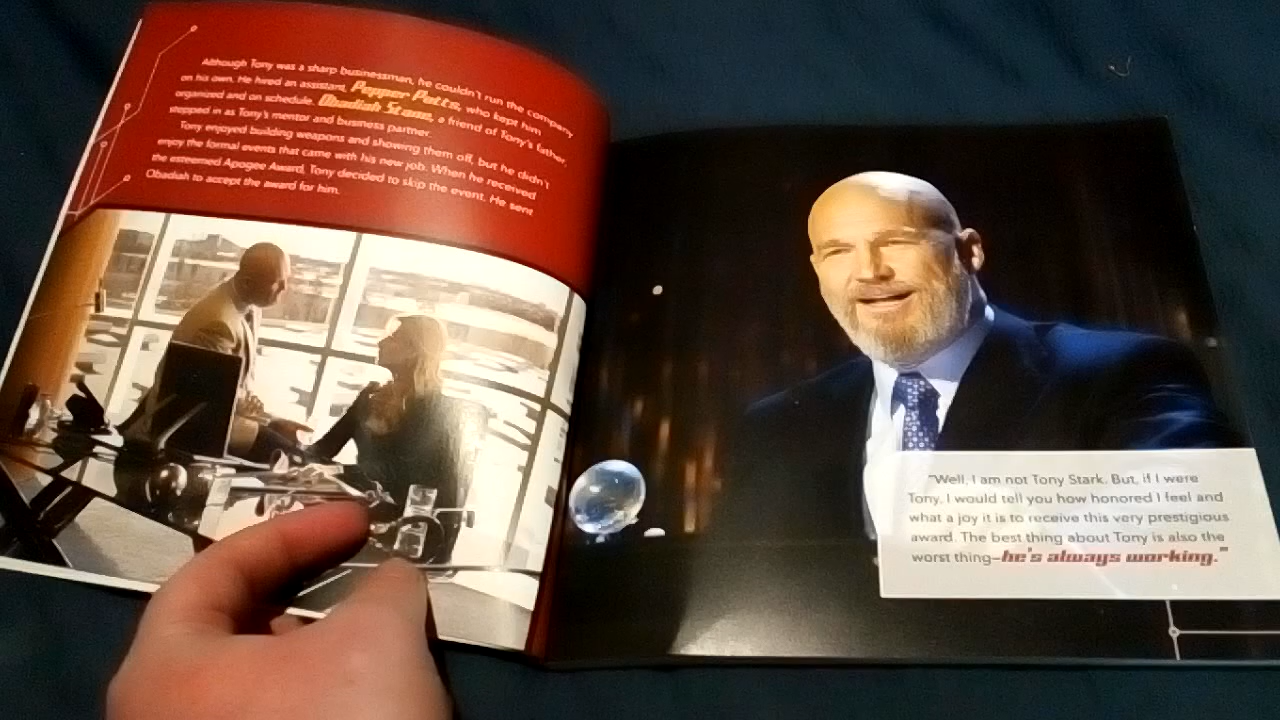 Although Tony was a sharp businessman, he couldn't run the company
on his own. He hired an assistant, Pepper Potts, who kept him
organized and on schedule. Obadiah Stane, a friend of Tony's father,
stepped in as Tony's mentor and business partner.
Tony enjoyed building weapons and showing them off, but he didn't
enjoy the formal events that came with his new job. When he received
the esteemed Apogee Award, Tony decided to skip the event. He sent
Obadiah to accept the award for him.
"Well, I am not Tony Stark. But, if I were
Tony, I would tell you how honored I feel and
what a joy it is to receive this very prestigious
award. The best thing about Tony is also the
worst thing—he's always working."